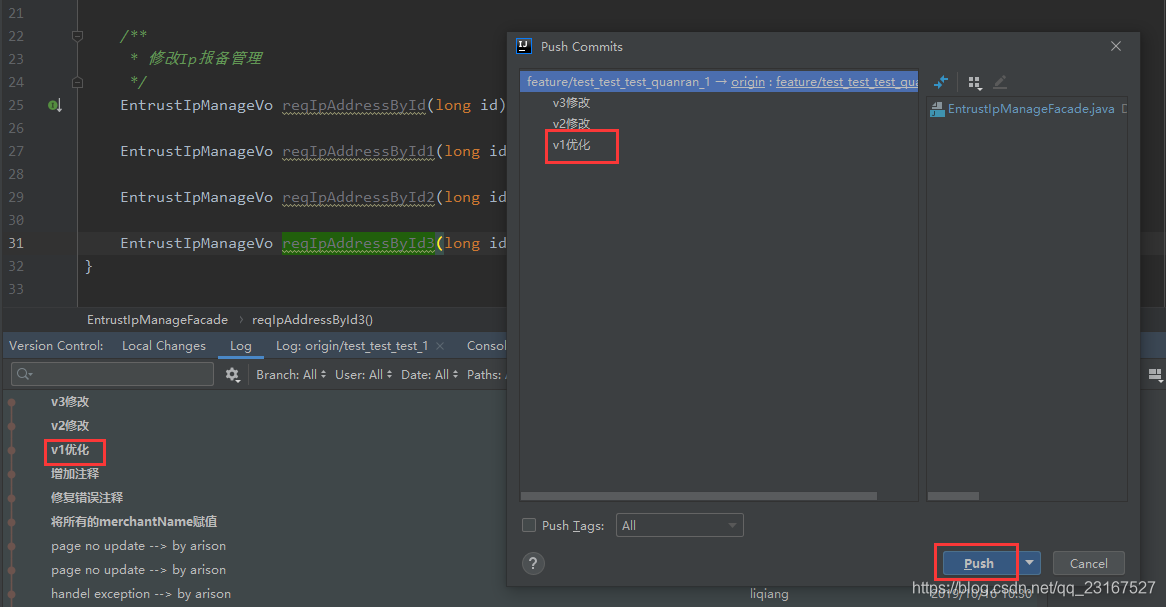 21
22 /**
23 * 修改Ip报备管理
24 */
25 EntrustIpManageVo reqIpAddressById(long id)
26
27 EntrustIpManageVo reqIpAddressById1(long id
28
29 EntrustIpManageVo reqIpAddressById2(long id
30
31 EntrustIpManageVo reqIpAddressById3(long id
32 }
33
EntrustIpManageFacade › reqIpAddressById3()
Version Control: Local Changes Log Log: origin/test_test_test_1 × Consol
Branch: All User: All Date: All Paths:
v3修改
v2修改
v1优化
增加注释
修复错误注释
将所有的merchantName赋值
page no update --> by arison
page no update --> by arison
handel exception --> by arison liqiang 2019/10/16 10:50
IJ Push Commits
feature/test_test_test_quanran_1 → origin : feature/test_test_test_qua
v3修改
v2修改
v1优化
EntrustIpManageFacade.java
Push Tags: All
? Push Cancel
https://blog.csdn.net/qq_23167527